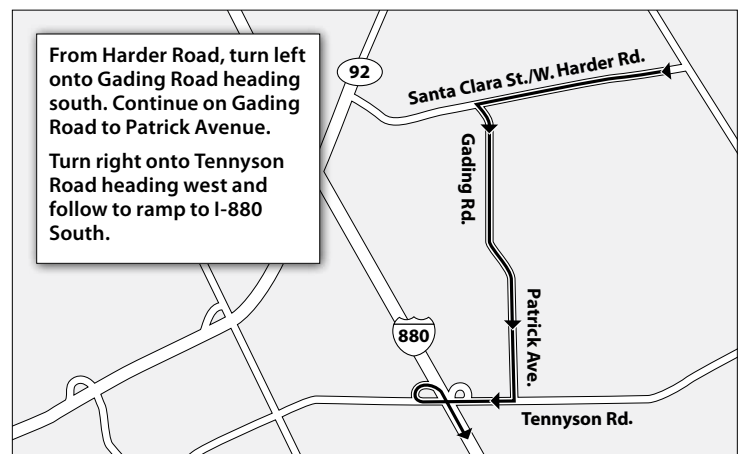 From Harder Road, turn left
onto Gading Road heading
south. Continue on Gading
Road to Patrick Avenue.
Turn right onto Tennyson
Road heading west and
follow to ramp to I-880
South.
92
Santa Clara St./W. Harder Rd.
Gading Rd.
Patrick Ave.
880
Tennyson Rd.